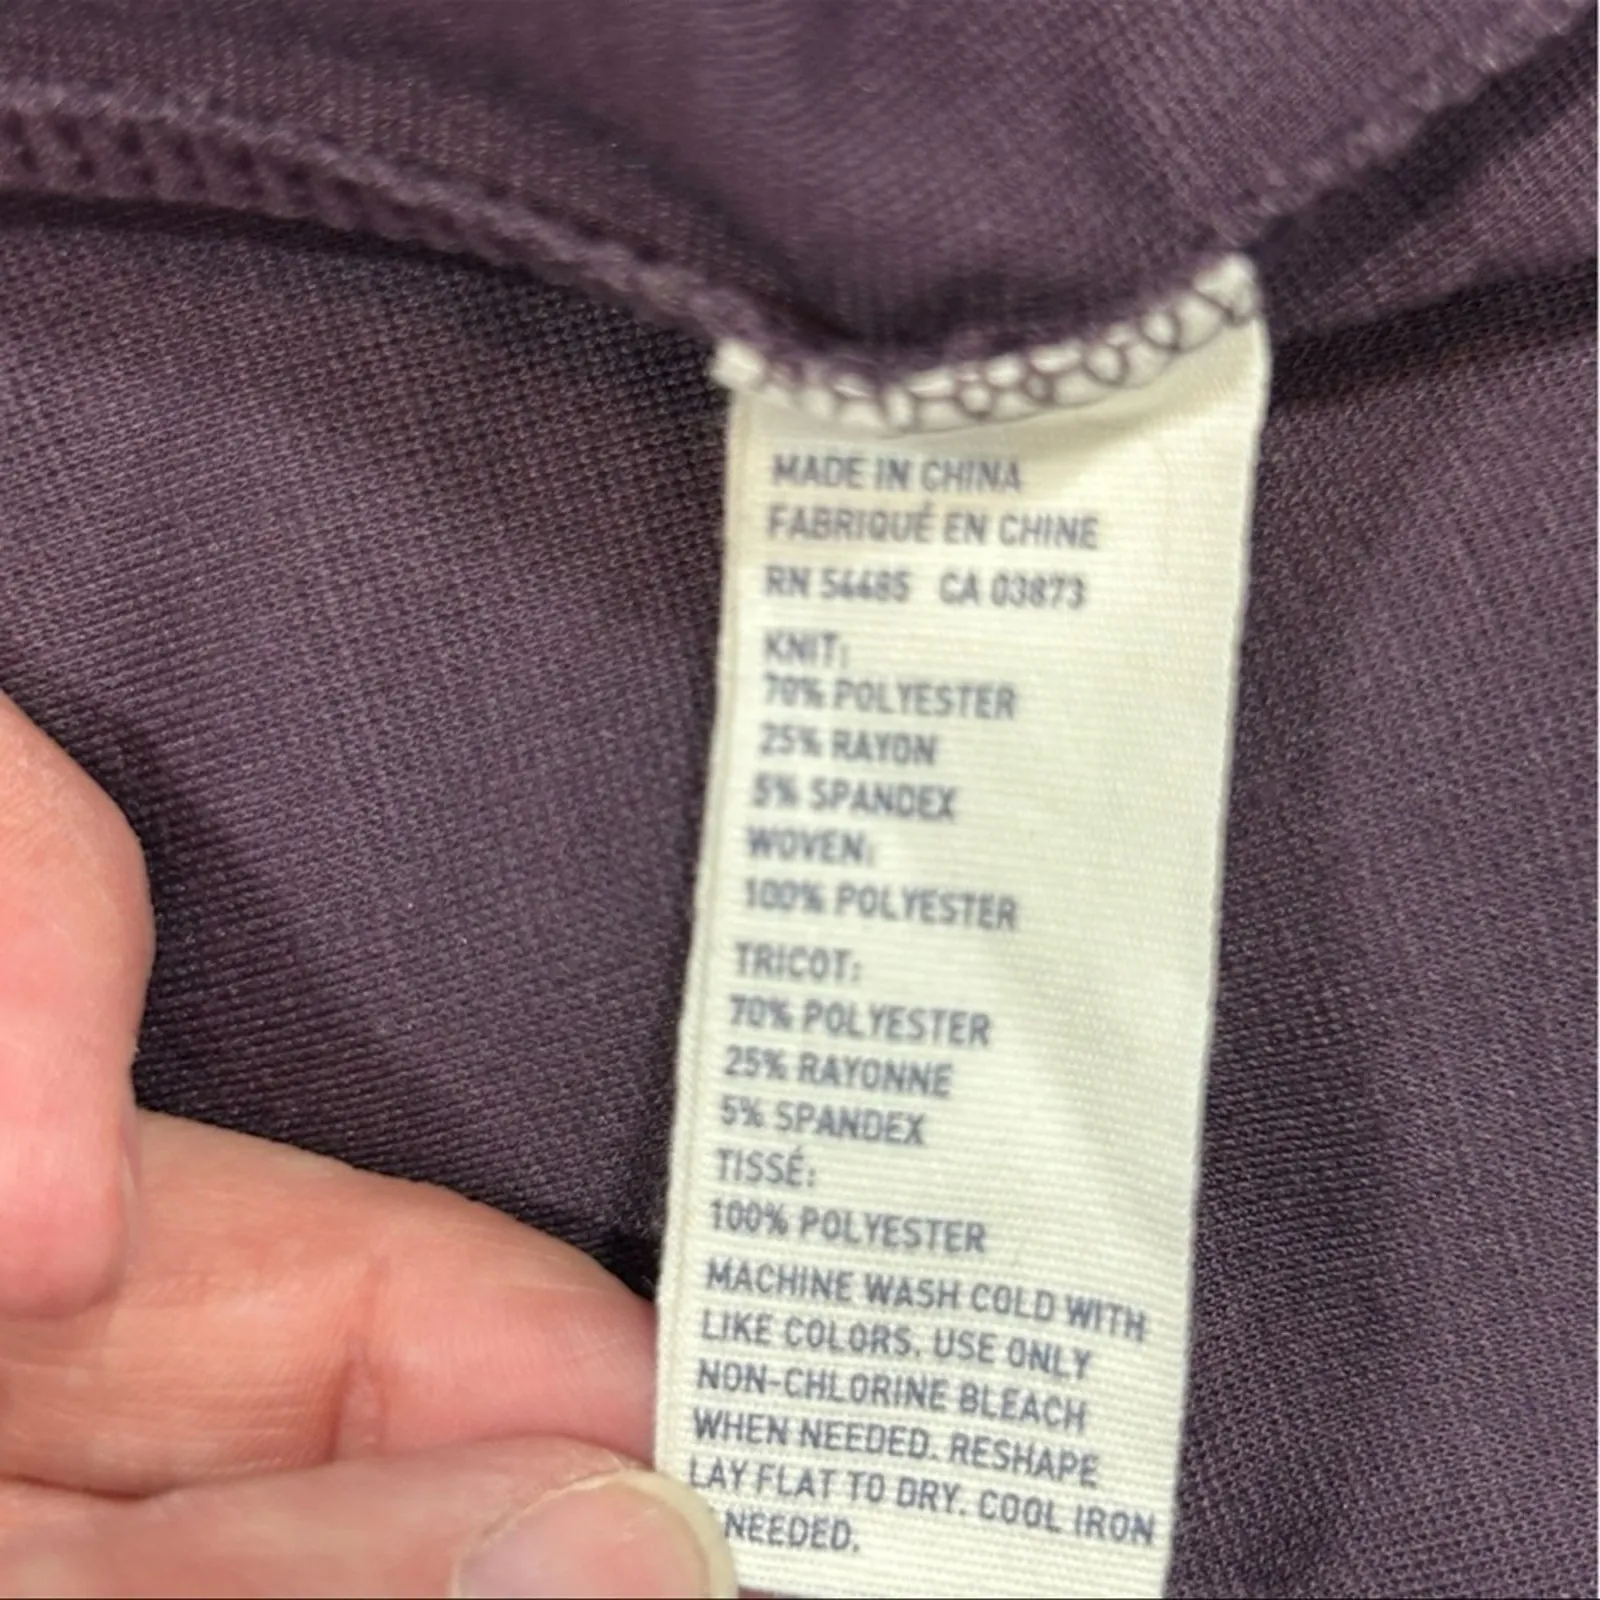 MADE IN CHINA
FABRIQUÉ EN CHINE
RN 54485 CA 03873
KNIT:
70% POLYESTER
25% RAYON
5% SPANDEX
WOVEN:
100% POLYESTER
TRICOT:
70% POLYESTER
25% RAYONNE
5% SPANDEX
TISSÉ:
100% POLYESTER
MACHINE WASH COLD WITH
LIKE COLORS. USE ONLY
NON-CHLORINE BLEACH
WHEN NEEDED. RESHAPE
LAY FLAT TO DRY. COOL IRON
NEEDED.